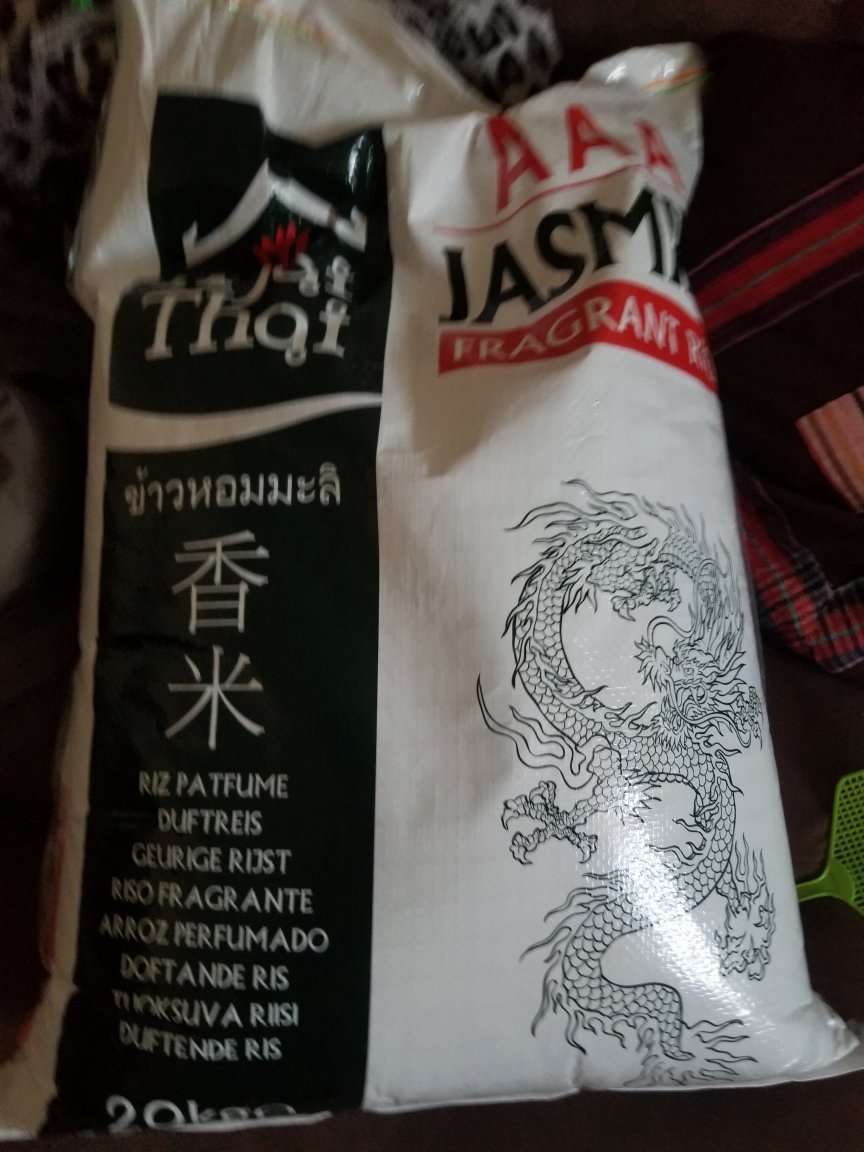 Thai
ข้าวหอมมะลิ
香
米
RIZ PATFUME
DUFTREIS
GEURIGE RIJST
RISO FRAGRANTE
ARROZ PERFUMADO
DOFTANDE RIS
TUOKSUVA RIISI
DUFTENDE RIS
AAA
JASMI
FRAGRANT